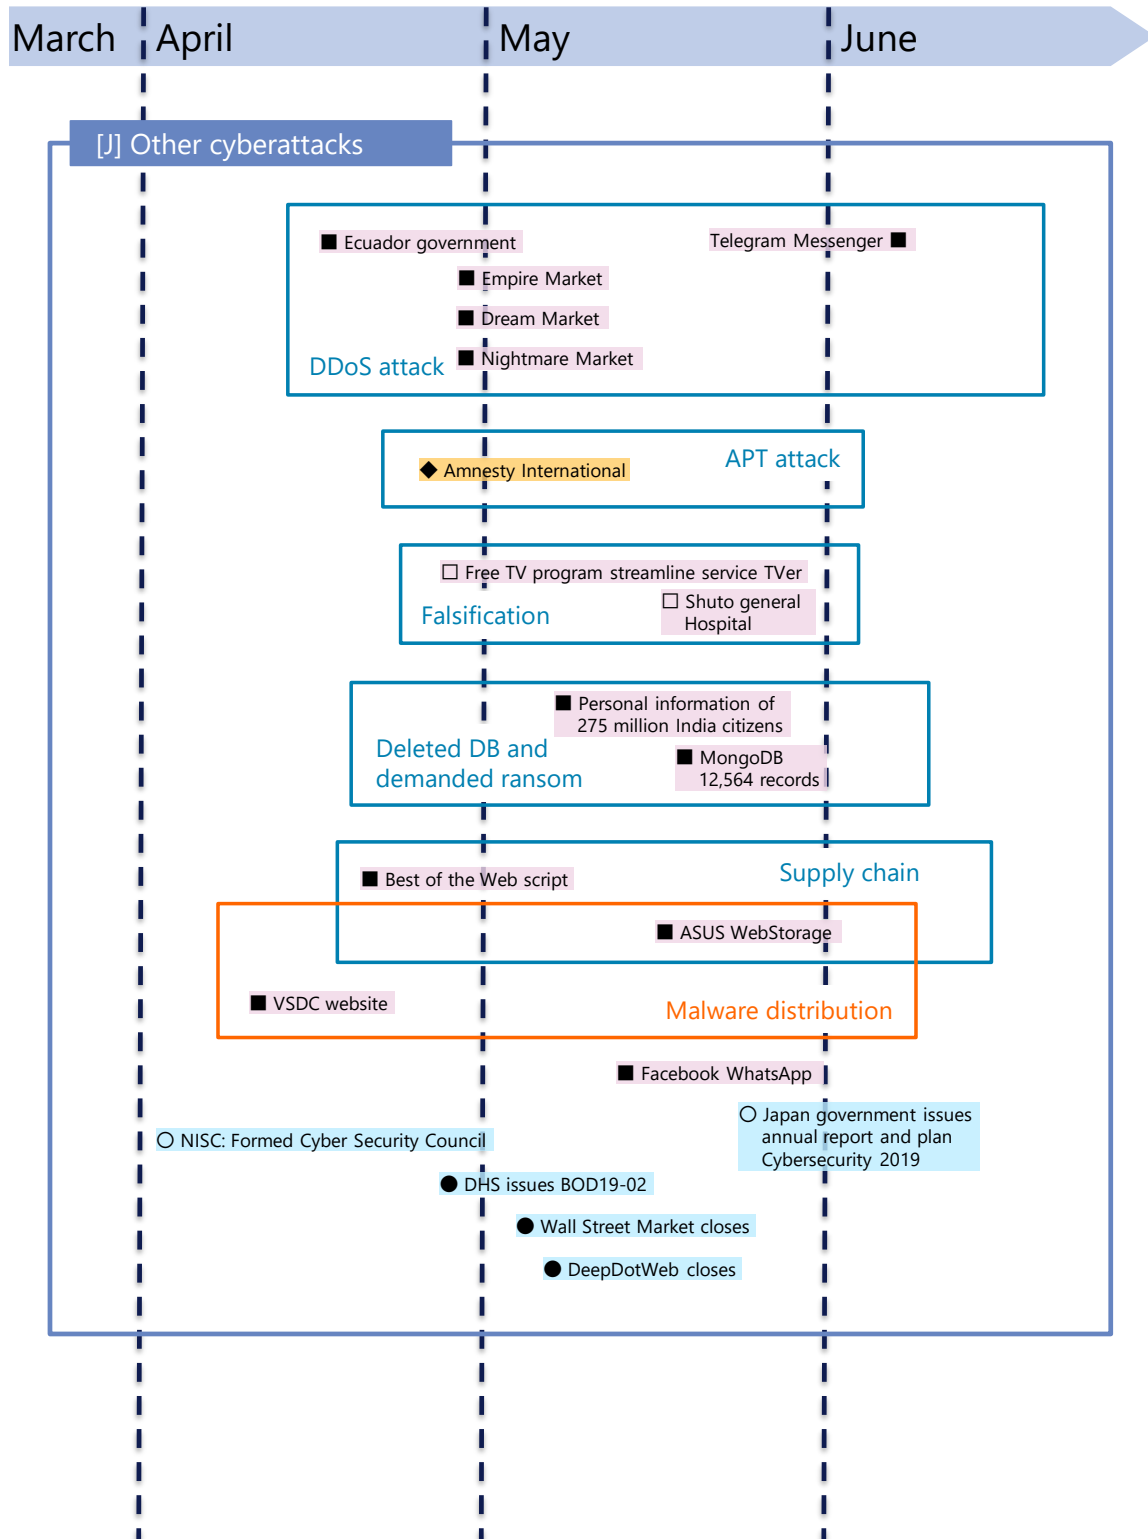 March April May June
[J] Other cyberattacks
■ Ecuador government
Telegram Messenger ■
■ Empire Market
■ Dream Market
■ Nightmare Market
DDoS attack
APT attack
◆ Amnesty International
□ Free TV program streamline service TVer
□ Shuto general
Hospital
Falsification
■ Personal information of
275 million India citizens
Deleted DB and
demanded ransom
■ MongoDB
12,564 records
Supply chain
■ Best of the Web script
■ ASUS WebStorage
■ VSDC website
Malware distribution
■ Facebook WhatsApp
○ Japan government issues
annual report and plan
Cybersecurity 2019
○ NISC: Formed Cyber Security Council
● DHS issues BOD19-02
● Wall Street Market closes
● DeepDotWeb closes